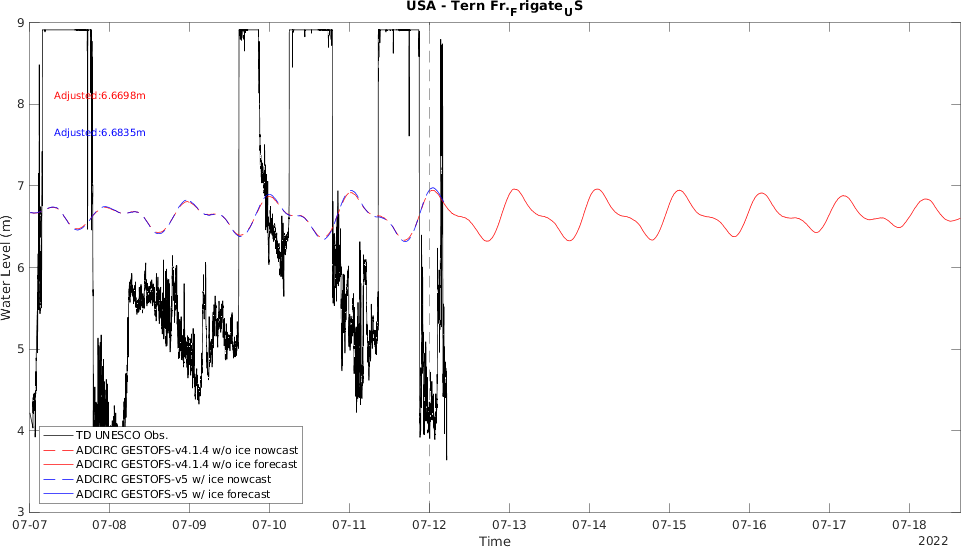 USA - Tern Fr.FrigateUS
Adjusted:6.6698m
Adjusted:6.6835m
Water Level (m)
9
8
7
6
5
4
3
TD UNESCO Obs.
ADCIRC GESTOFS-v4.1.4 w/o ice nowcast
ADCIRC GESTOFS-v4.1.4 w/o ice forecast
ADCIRC GESTOFS-v5 w/ ice nowcast
ADCIRC GESTOFS-v5 w/ ice forecast
07-07 07-08 07-09 07-10 07-11 07-12 07-13 07-14 07-15 07-16 07-17 07-18
Time
2022